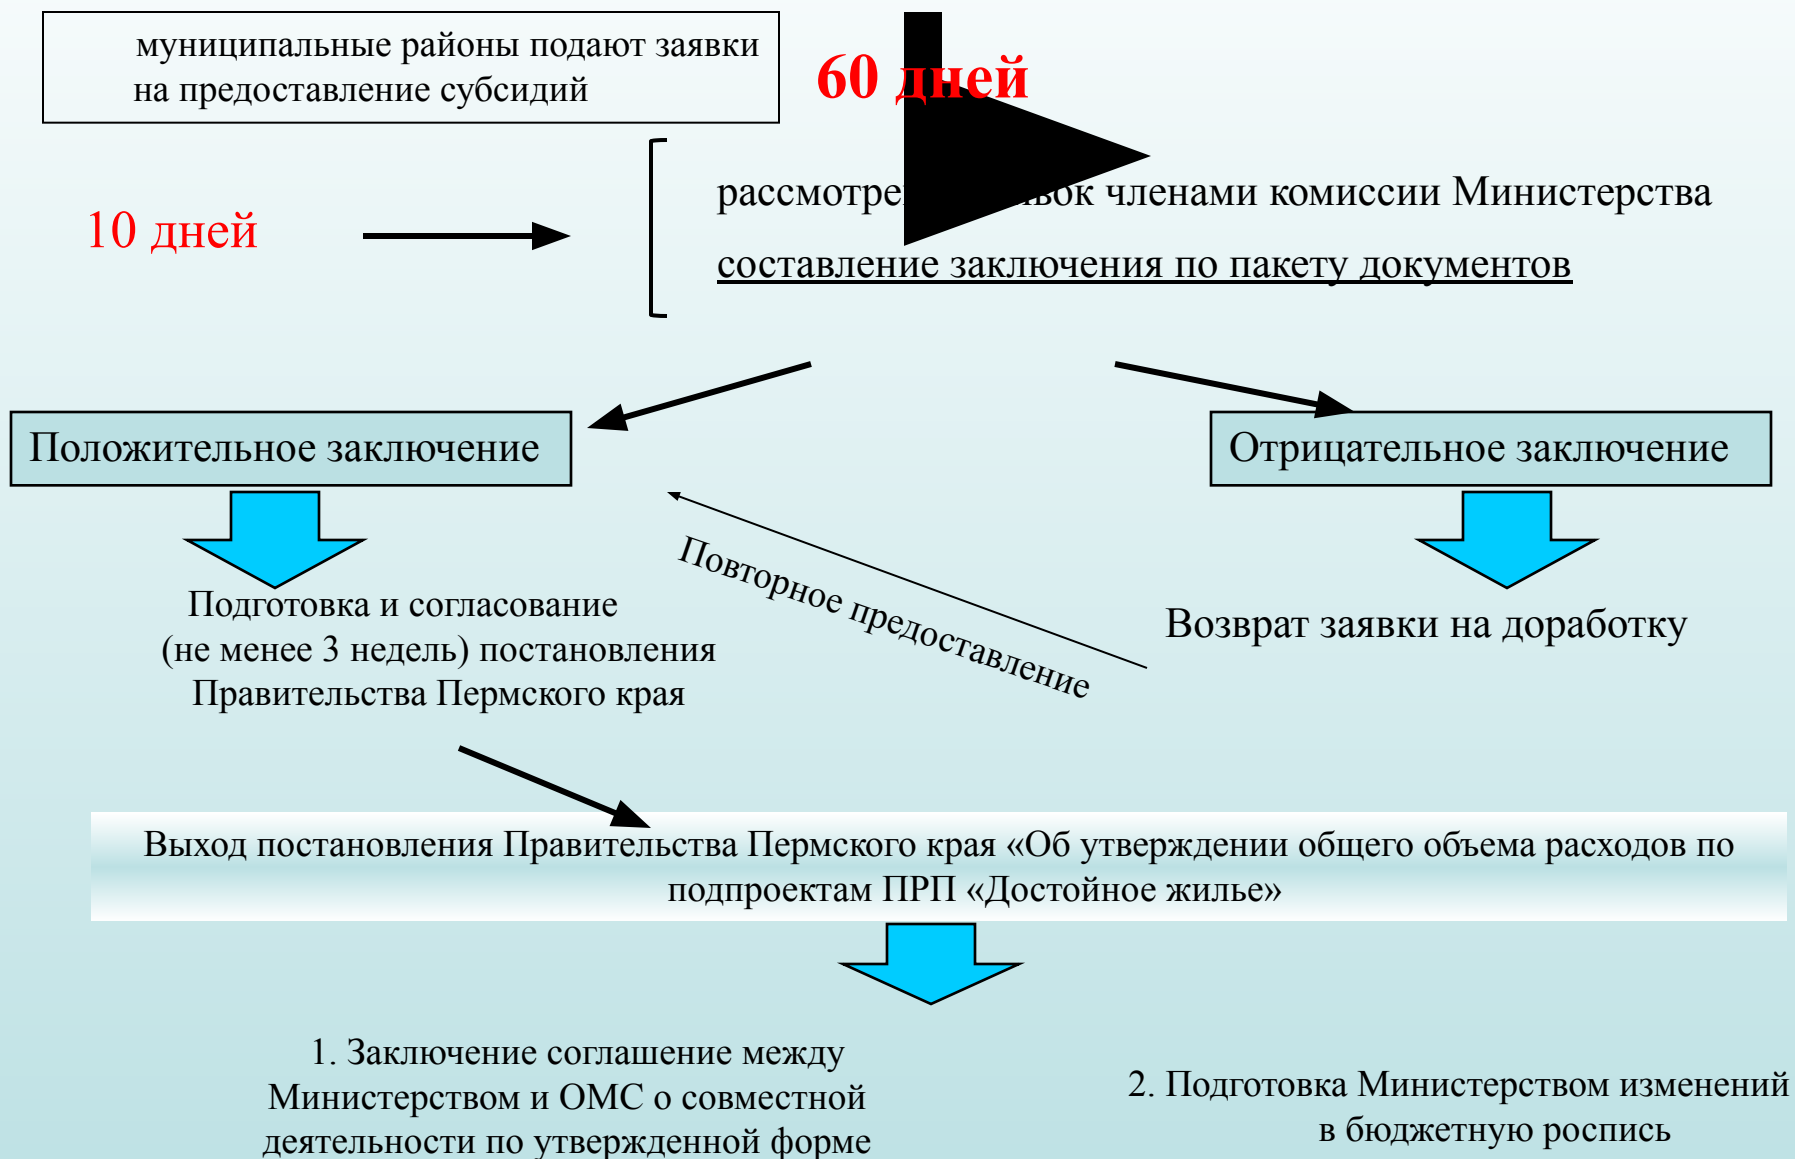 муниципальные районы подают заявки
на предоставление субсидий
60 дней
10 дней
членами комиссии Министерства
составление заключения по пакету документов
Положительное заключение
Отрицательное заключение
Подготовка и согласование
(не менее 3 недель) постановления
Правительства Пермского края
Повторное предоставление
Возврат заявки на доработку
Выход постановления Правительства Пермского края «Об утверждении общего объема расходов по
подпроектам ПРП «Достойное жилье»
1. Заключение соглашение между
Министерством и ОМС о совместной
деятельности по утвержденной форме
2. Подготовка Министерством изменений
в бюджетную роспись